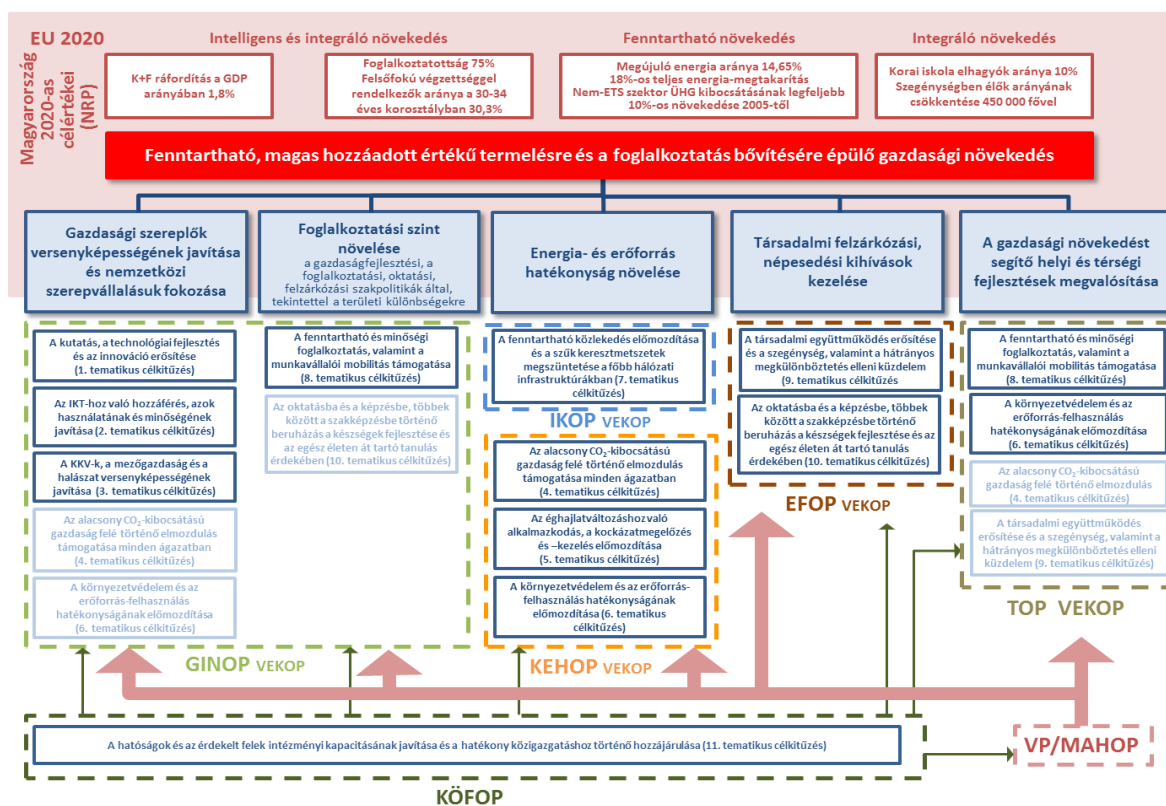 EU 2020
Magyarország
2020-as
célértékei
(NRP)
Intelligens és integráló növekedés
Fenntartható növekedés
Integráló növekedés
K+F ráfordítás a GDP
arányában 1,8%
Foglalkoztatottság 75%
Felsőfokú végzettséggel
rendelkezők aránya a 30-34
éves korosztályban 30,3%
Megújuló energia aránya 14,65%
18%-os teljes energia-megtakarítás
Nem-ETS szektor ÜHG kibocsátásának legfeljebb
10%-os növekedése 2005-től
Korai iskola elhagyók aránya 10%
Szegénységben élők arányának
csökkentése 450 000 fővel
Fenntartható, magas hozzáadott értékű termelésre és a foglalkoztatás bővítésére épülő gazdasági növekedés
Gazdasági szereplők
versenyképességének javítása
és nemzetközi
szerepvállalásuk fokozása
Foglalkoztatási szint
növelése
a gazdaságfejlesztési, a
foglalkoztatási, oktatási,
felzárkózási szakpolitikák által,
tekintettel a területi különbségekre
Energia- és erőforrás
hatékonyság növelése
Társadalmi felzárkózási,
népesedési kihívások
kezelése
A gazdasági növekedést
segítő helyi és térségi
fejlesztések megvalósítása
A kutatás, a technológiai fejlesztés
és az innováció erősítése
(1. tematikus célkitűzés)
Az IKT-hoz való hozzáférés, azok
használatának és minőségének
javítása (2. tematikus célkitűzés)
A KKV-k, a mezőgazdaság és a
halászat versenyképességének
javítása (3. tematikus célkitűzés)
Az alacsony CO₂-kibocsátású
gazdaság felé történő elmozdulás
támogatása minden ágazatban
(4. tematikus célkitűzés)
A környezetvédelem és az
erőforrás-felhasználás
hatékonyságának előmozdítása
(6. tematikus célkitűzés)
A fenntartható és minőségi
foglalkoztatás, valamint a
munkavállalói mobilitás támogatása
(8. tematikus célkitűzés)
Az oktatásba és a képzésbe, többek
között a szakképzésbe történő
beruházás a készségek fejlesztése és
az egész életen át tartó tanulás
érdekében (10. tematikus célkitűzés)
GINOP VEKOP
A fenntartható közlekedés előmozdítása
és a szűk keresztmetszetek
megszüntetése a főbb hálózati
infrastruktúrákban (7. tematikus
célkitűzés)
IKOP VEKOP
Az alacsony CO₂-kibocsátású
gazdaság felé történő elmozdulás
támogatása minden ágazatban
(4. tematikus célkitűzés)
Az éghajlatváltozáshoz való
alkalmazkodás, a kockázatmegelőzés
és –kezelés előmozdítása
(5. tematikus célkitűzés)
A környezetvédelem és az erőforrás-
felhasználás hatékonyságának
előmozdítása (6. tematikus
célkitűzés)
KEHOP VEKOP
A társadalmi együttműködés erősítése
és a szegénység, valamint a hátrányos
megkülönböztetés elleni küzdelem
(9. tematikus célkitűzés
Az oktatásba és a képzésbe, többek
között a szakképzésbe történő
beruházás a készségek fejlesztése és az
egész életen át tartó tanulás
érdekében (10. tematikus célkitűzés)
EFOP VEKOP
A fenntartható és minőségi
foglalkoztatás, valamint a
munkavállalói mobilitás támogatása
(8. tematikus célkitűzés)
A környezetvédelem és az
erőforrás-felhasználás
hatékonyságának előmozdítása
(6. tematikus célkitűzés)
Az alacsony CO₂-kibocsátású
gazdaság felé történő elmozdulás
(4. tematikus célkitűzés)
A társadalmi együttműködés
erősítése és a szegénység, valamint a
hátrányos megkülönböztetés elleni
küzdelem (9. tematikus célkitűzés)
TOP VEKOP
A hatóságok és az érdekelt felek intézményi kapacitásának javítása és a hatékony közigazgatáshoz történő hozzájárulása (11. tematikus célkitűzés)
VP/MAHOP
KÖFOP